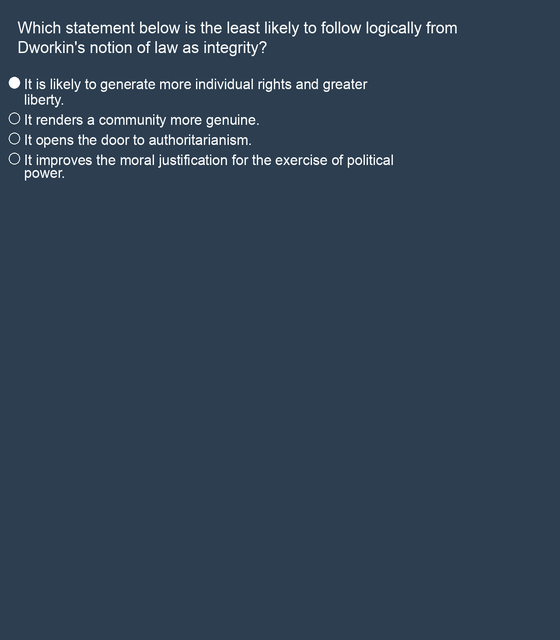 Which statement below is the least likely to follow logically from
Dworkin's notion of law as integrity?
It is likely to generate more individual rights and greater
liberty.
It renders a community more genuine.
It opens the door to authoritarianism.
It improves the moral justification for the exercise of political
power.